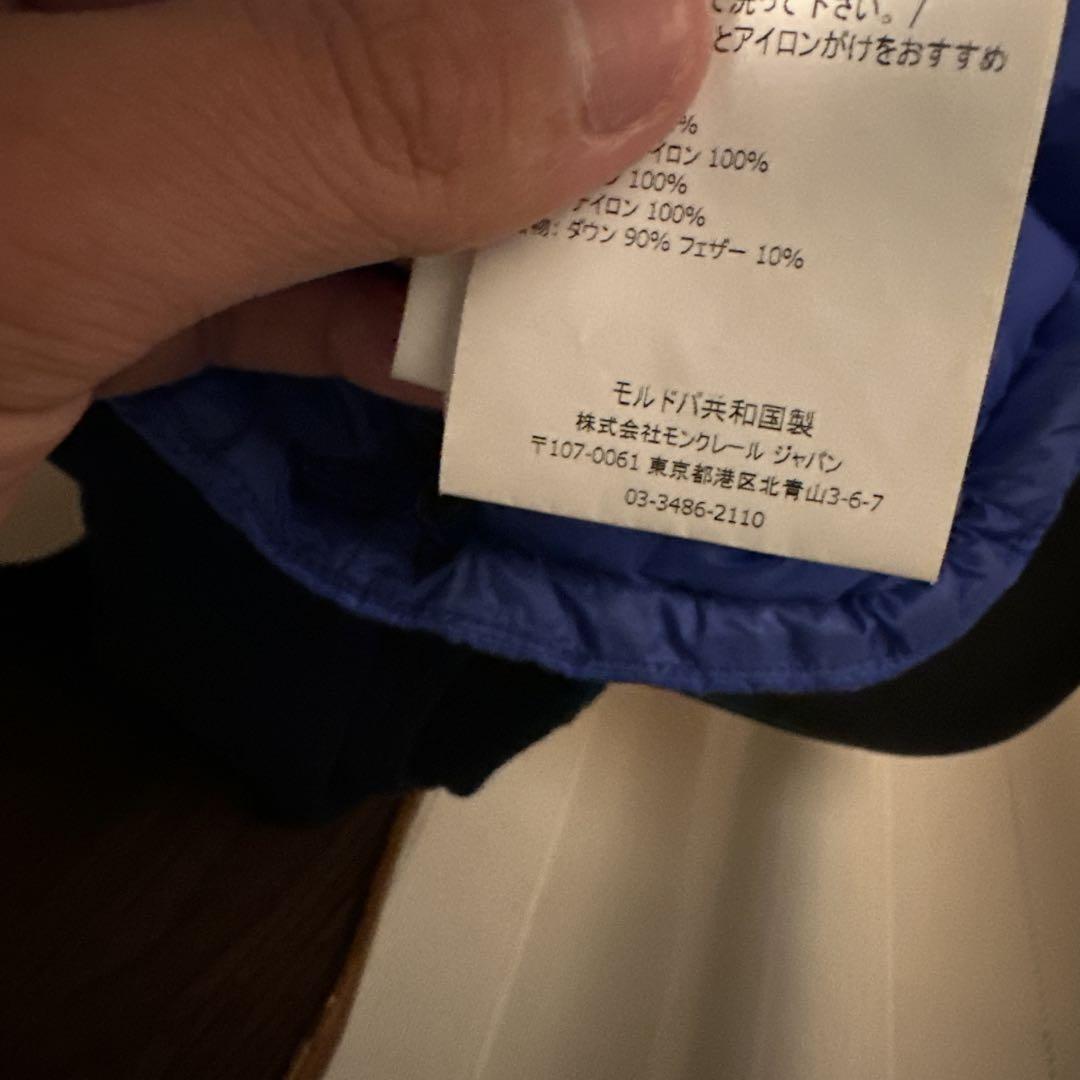 て洗って下さい。/
とアイロンがけをおすすめ
%
イロン 100%
ン 100%
ナイロン 100%
物: ダウン 90% フェザー 10%
モルドバ共和国製
株式会社モンクレール ジャパン
〒107-0061 東京都港区北青山3-6-7
03-3486-2110